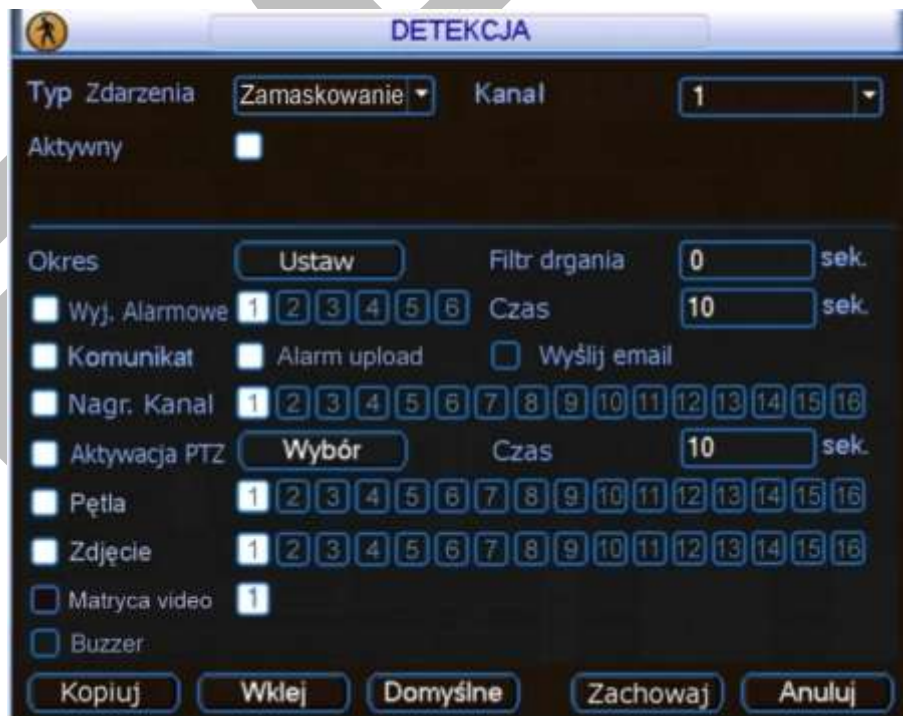 DETEKCJA
Typ Zdarzenia Zamaskowanie Kanal 1
Aktywny
Okres Ustaw Filtr drgania 0 sek.
Wyj. Alarmowe 1 2 3 4 5 6 Czas 10 sek.
Komunikat Alarm upload Wyślij email
Nagr. Kanal 1 2 3 4 5 6 7 8 9 10 11 12 13 14 15 16
Aktywacja PTZ Wybór Czas 10 sek.
Pętla 1 2 3 4 5 6 7 8 9 10 11 12 13 14 15 16
Zdjęcie 1 2 3 4 5 6 7 8 9 10 11 12 13 14 15 16
Matryca video 1
Buzzer
Kopiuj Wklej Domyślne Zachowaj Anuluj